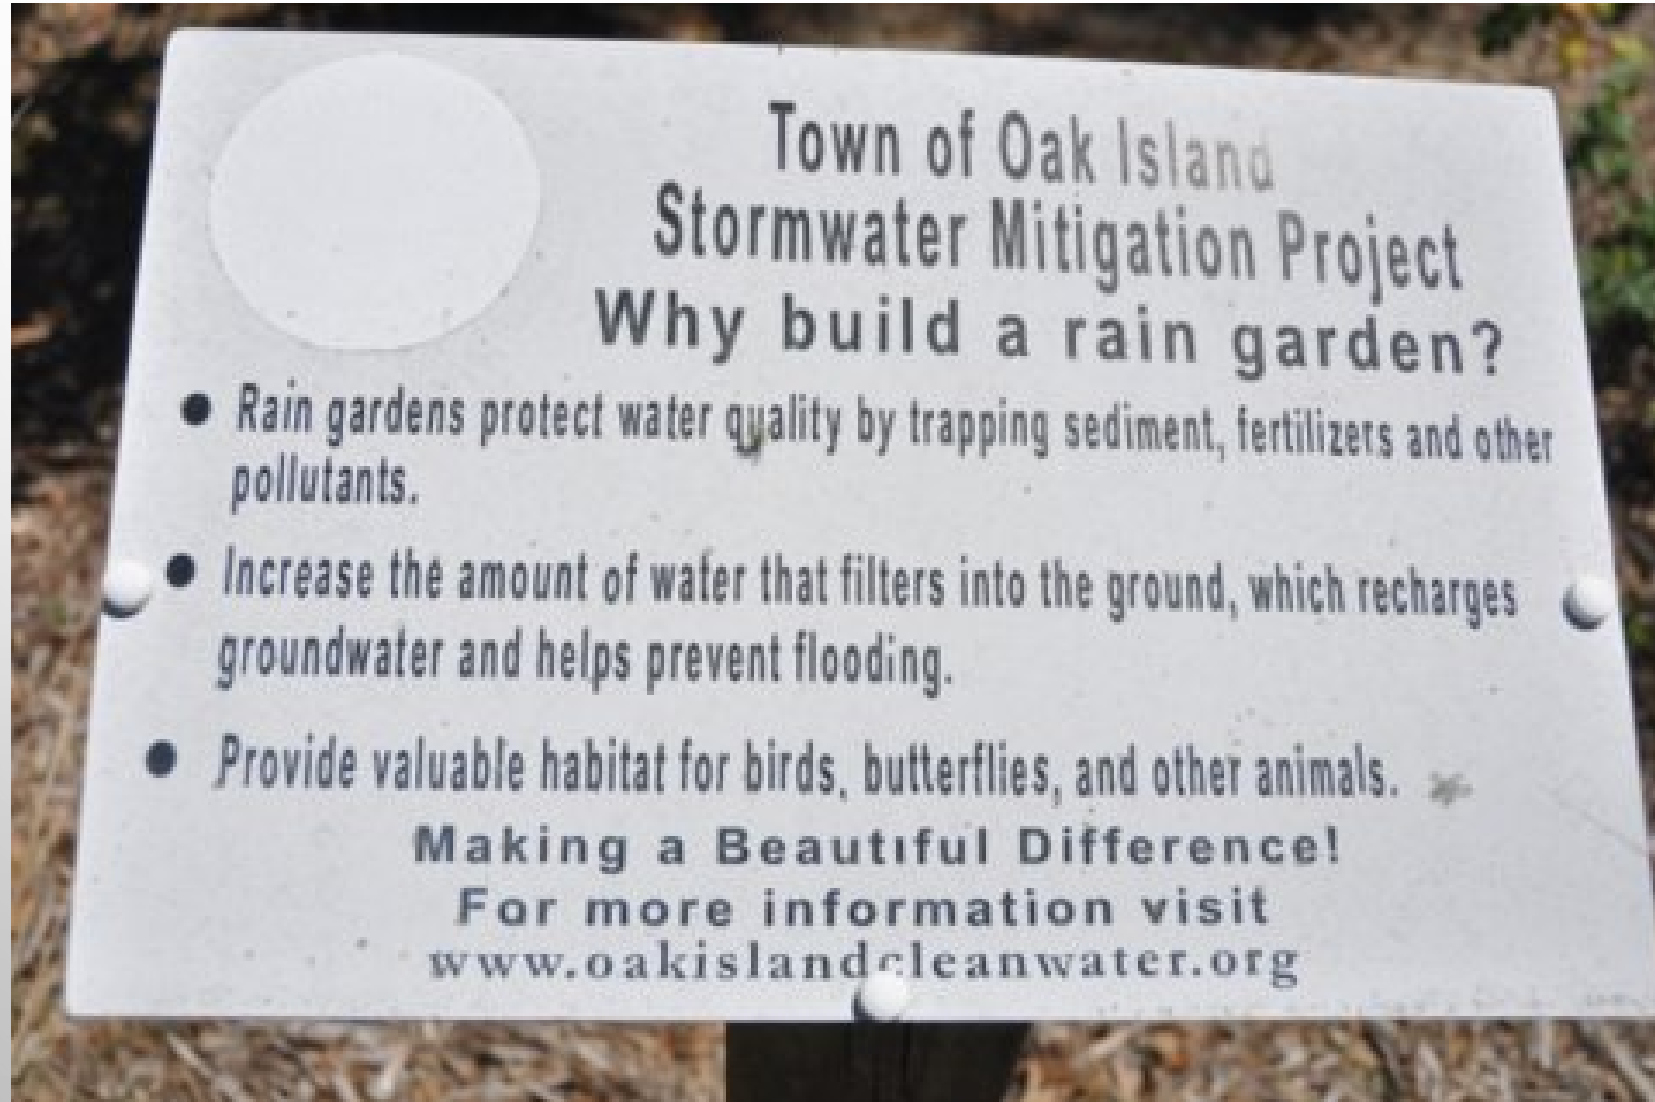 Town of Oak Island
Stormwater Mitigation Project
Why build a rain garden?
● Rain gardens protect water quality by trapping sediment, fertilizers and other
pollutants.
● Increase the amount of water that filters into the ground, which recharges
groundwater and helps prevent flooding.
● Provide valuable habitat for birds, butterflies, and other animals.
Making a Beautiful Difference!
For more information visit
www.oakislandcleanwater.org